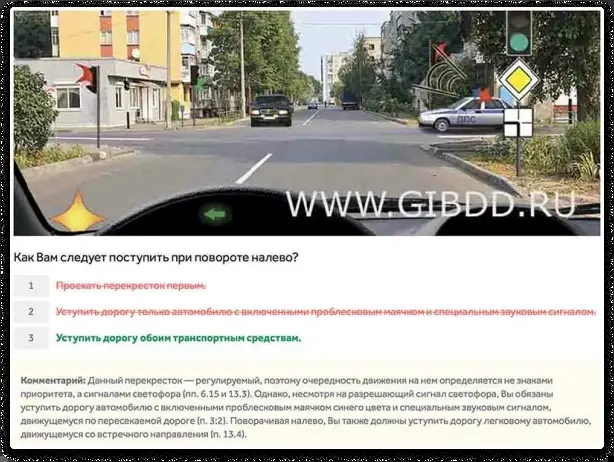 ДПС
WWW.GIBDD.RU
Как Вам следует поступить при повороте налево?
1 Проехать перекресток первым.
2 Уступить дорогу только автомобилю с включенными проблесковым маячком и специальным звуковым сигналом.
3 Уступить дорогу обоим транспортным средствам.
Комментарий: Данный перекресток — регулируемый, поэтому очередность движения на нем определяется не знаками
приоритета, а сигналами светофора (пп. 6.15 и 13.3). Однако, несмотря на разрешающий сигнал светофора, Вы обязаны
уступить дорогу автомобилю с включенными проблесковым маячком синего цвета и специальным звуковым сигналом,
движущемуся по пересекаемой дороге (п. 3:2). Поворачивая налево, Вы также должны уступить дорогу легковому автомобилю,
движущемуся со встречного направления (п. 13.4).